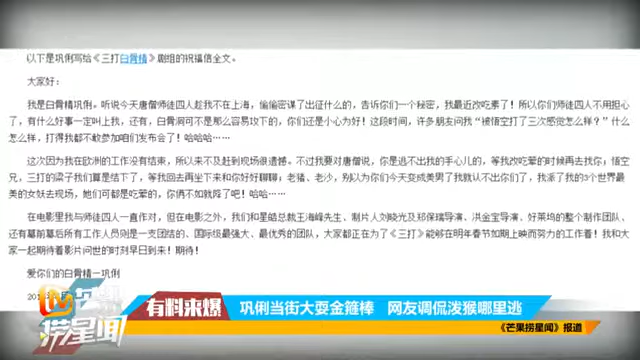 以下是巩俐写给《三打白骨精》剧组的祝福信全文。
大家好：
我是白骨精巩俐。听说今天唐僧师徒四人趁我不在上海，偷偷密谋了出征什么的，告诉你们一个秘密，我最近改吃素了！所以你们师徒四人不用担心
了，有什么好事一定叫上我，还有，白骨洞可不是那么容易攻下的，你们还是小心为好！这段时间，许多朋友问我“被悟空打了三次感觉怎么样？”什么
怎么样，打得我都不敢参加咱们发布会了！哈哈哈……
这次因为我在欧洲的工作没有结束，所以来不及赶到现场很遗憾。不过我要对唐僧说，你是逃不出我的手心儿的，等我改吃荤的时候再去找你；悟空
兄，三打的梁子我们算是结下了，等我回去再坐下来和你好好聊聊；老猪、老沙，别以为你们今天变成美男了我就认不出你们了，我派了我的3个世界最
美的女妖去现场，她们可都是吃荤的，你俩不如就降了吧！哈哈……
在电影里我与师徒四人一直作对，但在电影之外，我们和星皓总裁王海峰先生、制片人刘晓光及郑保瑞导演、洪金宝导演、好莱坞的整个制作团队、
还有幕前幕后所有工作人员则是一支团结的、国际级最强大、最优秀的团队，大家都正在为了《三打》能够在明年春节如期上映而努力的工作着！我和大
家一起期待着影片问世的时刻早日到来！期待！
爱你们的白骨精—巩俐
芒果
捞星闻
有料来爆
巩俐当街大耍金箍棒 网友调侃泼猴哪里逃
《芒果捞星闻》报道